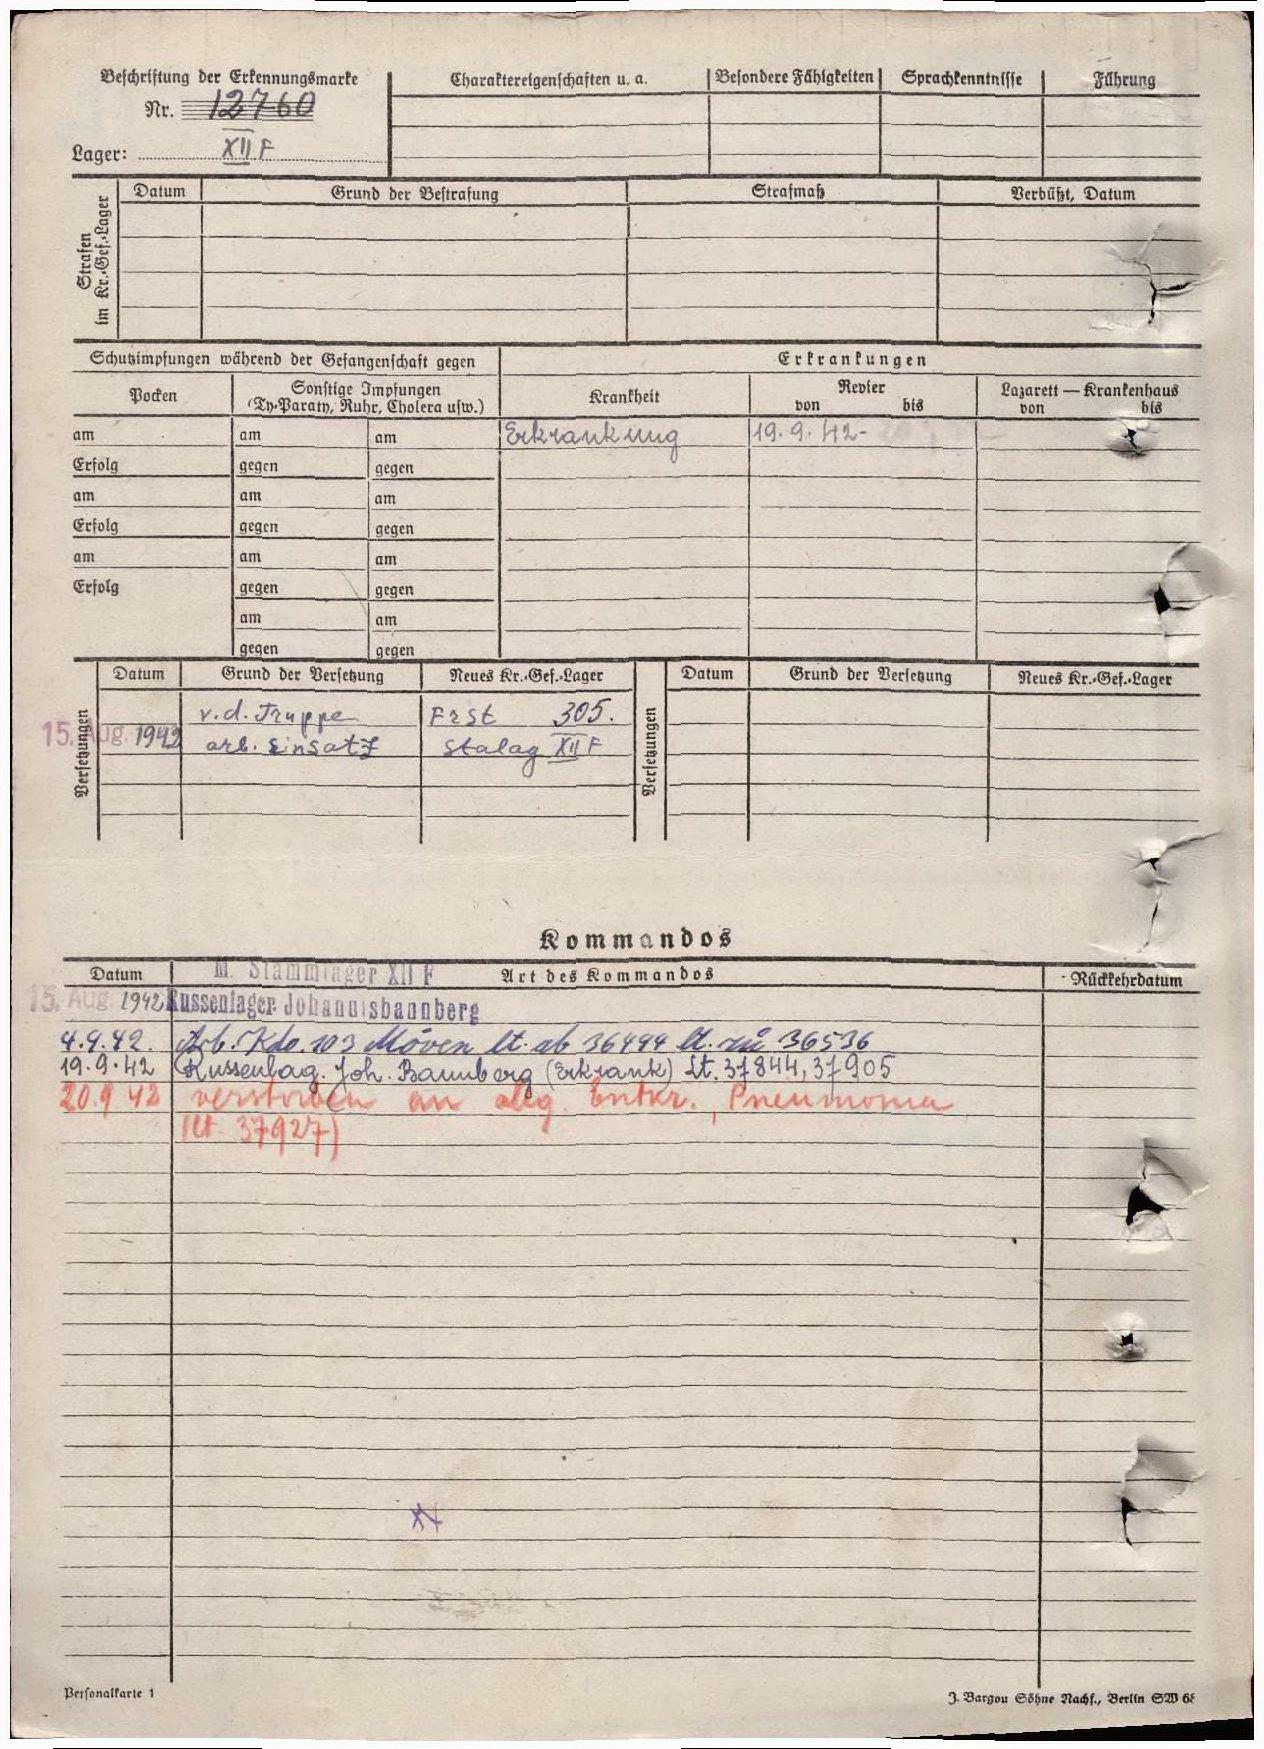 Beschriftung der Erkennungsmarke
Nr. 12760
Lager: XII F
Charaktereigenschaften u. a.
Besondere Fähigkeiten
Sprachkenntnisse
Führung
Strafen im Kr.-Gef.-Lager
Datum
Grund der Bestrafung
Strafmaß
Verbüßt, Datum
Schutzimpfungen während der Gefangenschaft gegen
Erkrankungen
Pocken
Sonstige Impfungen
(Ty-Paraty, Ruhr, Cholera usw.)
Krankheit
Revier
von bis
Lazarett — Krankenhaus
von bis
am am am Erkrankung 19.9.42-
Erfolg gegen gegen
am am am
Erfolg gegen gegen
am am am
Erfolg gegen gegen
am am
gegen gegen
Versetzungen
Datum Grund der Versetzung Neues Kr.-Gef.-Lager
v. d. Truppe Frst 305.
15. Aug. 1942 arb. Einsatz Stalag XII F
Versetzungen
Datum Grund der Versetzung Neues Kr.-Gef.-Lager
Kommandos
Datum Art des Kommandos Rückkehrdatum
M. Stammlager XII F
15. Aug. 1942 Russenlager Johannisbannberg
4.9.42. Arb. Kdo. 103 Möven lt. ab 36494 lt. zu 36536
19.9.42 Russenlag. Joh. Bannberg (Erkrank) Lt. 37844, 37905
20.9.42 verstorben an allg. Entkr., Pneumonia
(lt 37927)
Personalkarte 1
J. Bargou Söhne Nachf., Berlin SW 68